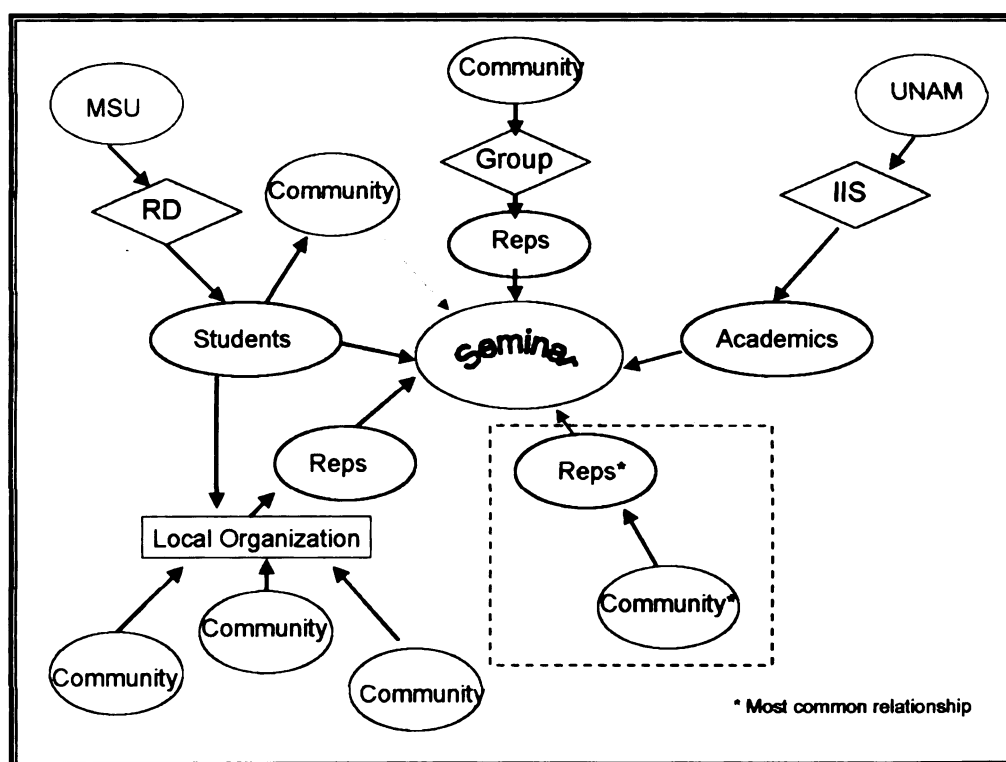 Community
MSU
UNAM
Group
Community
RD
IIS
Reps
Students
Seminar
Academics
Reps
Reps*
Local Organization
Community*
Community
Community
Community
* Most common relationship